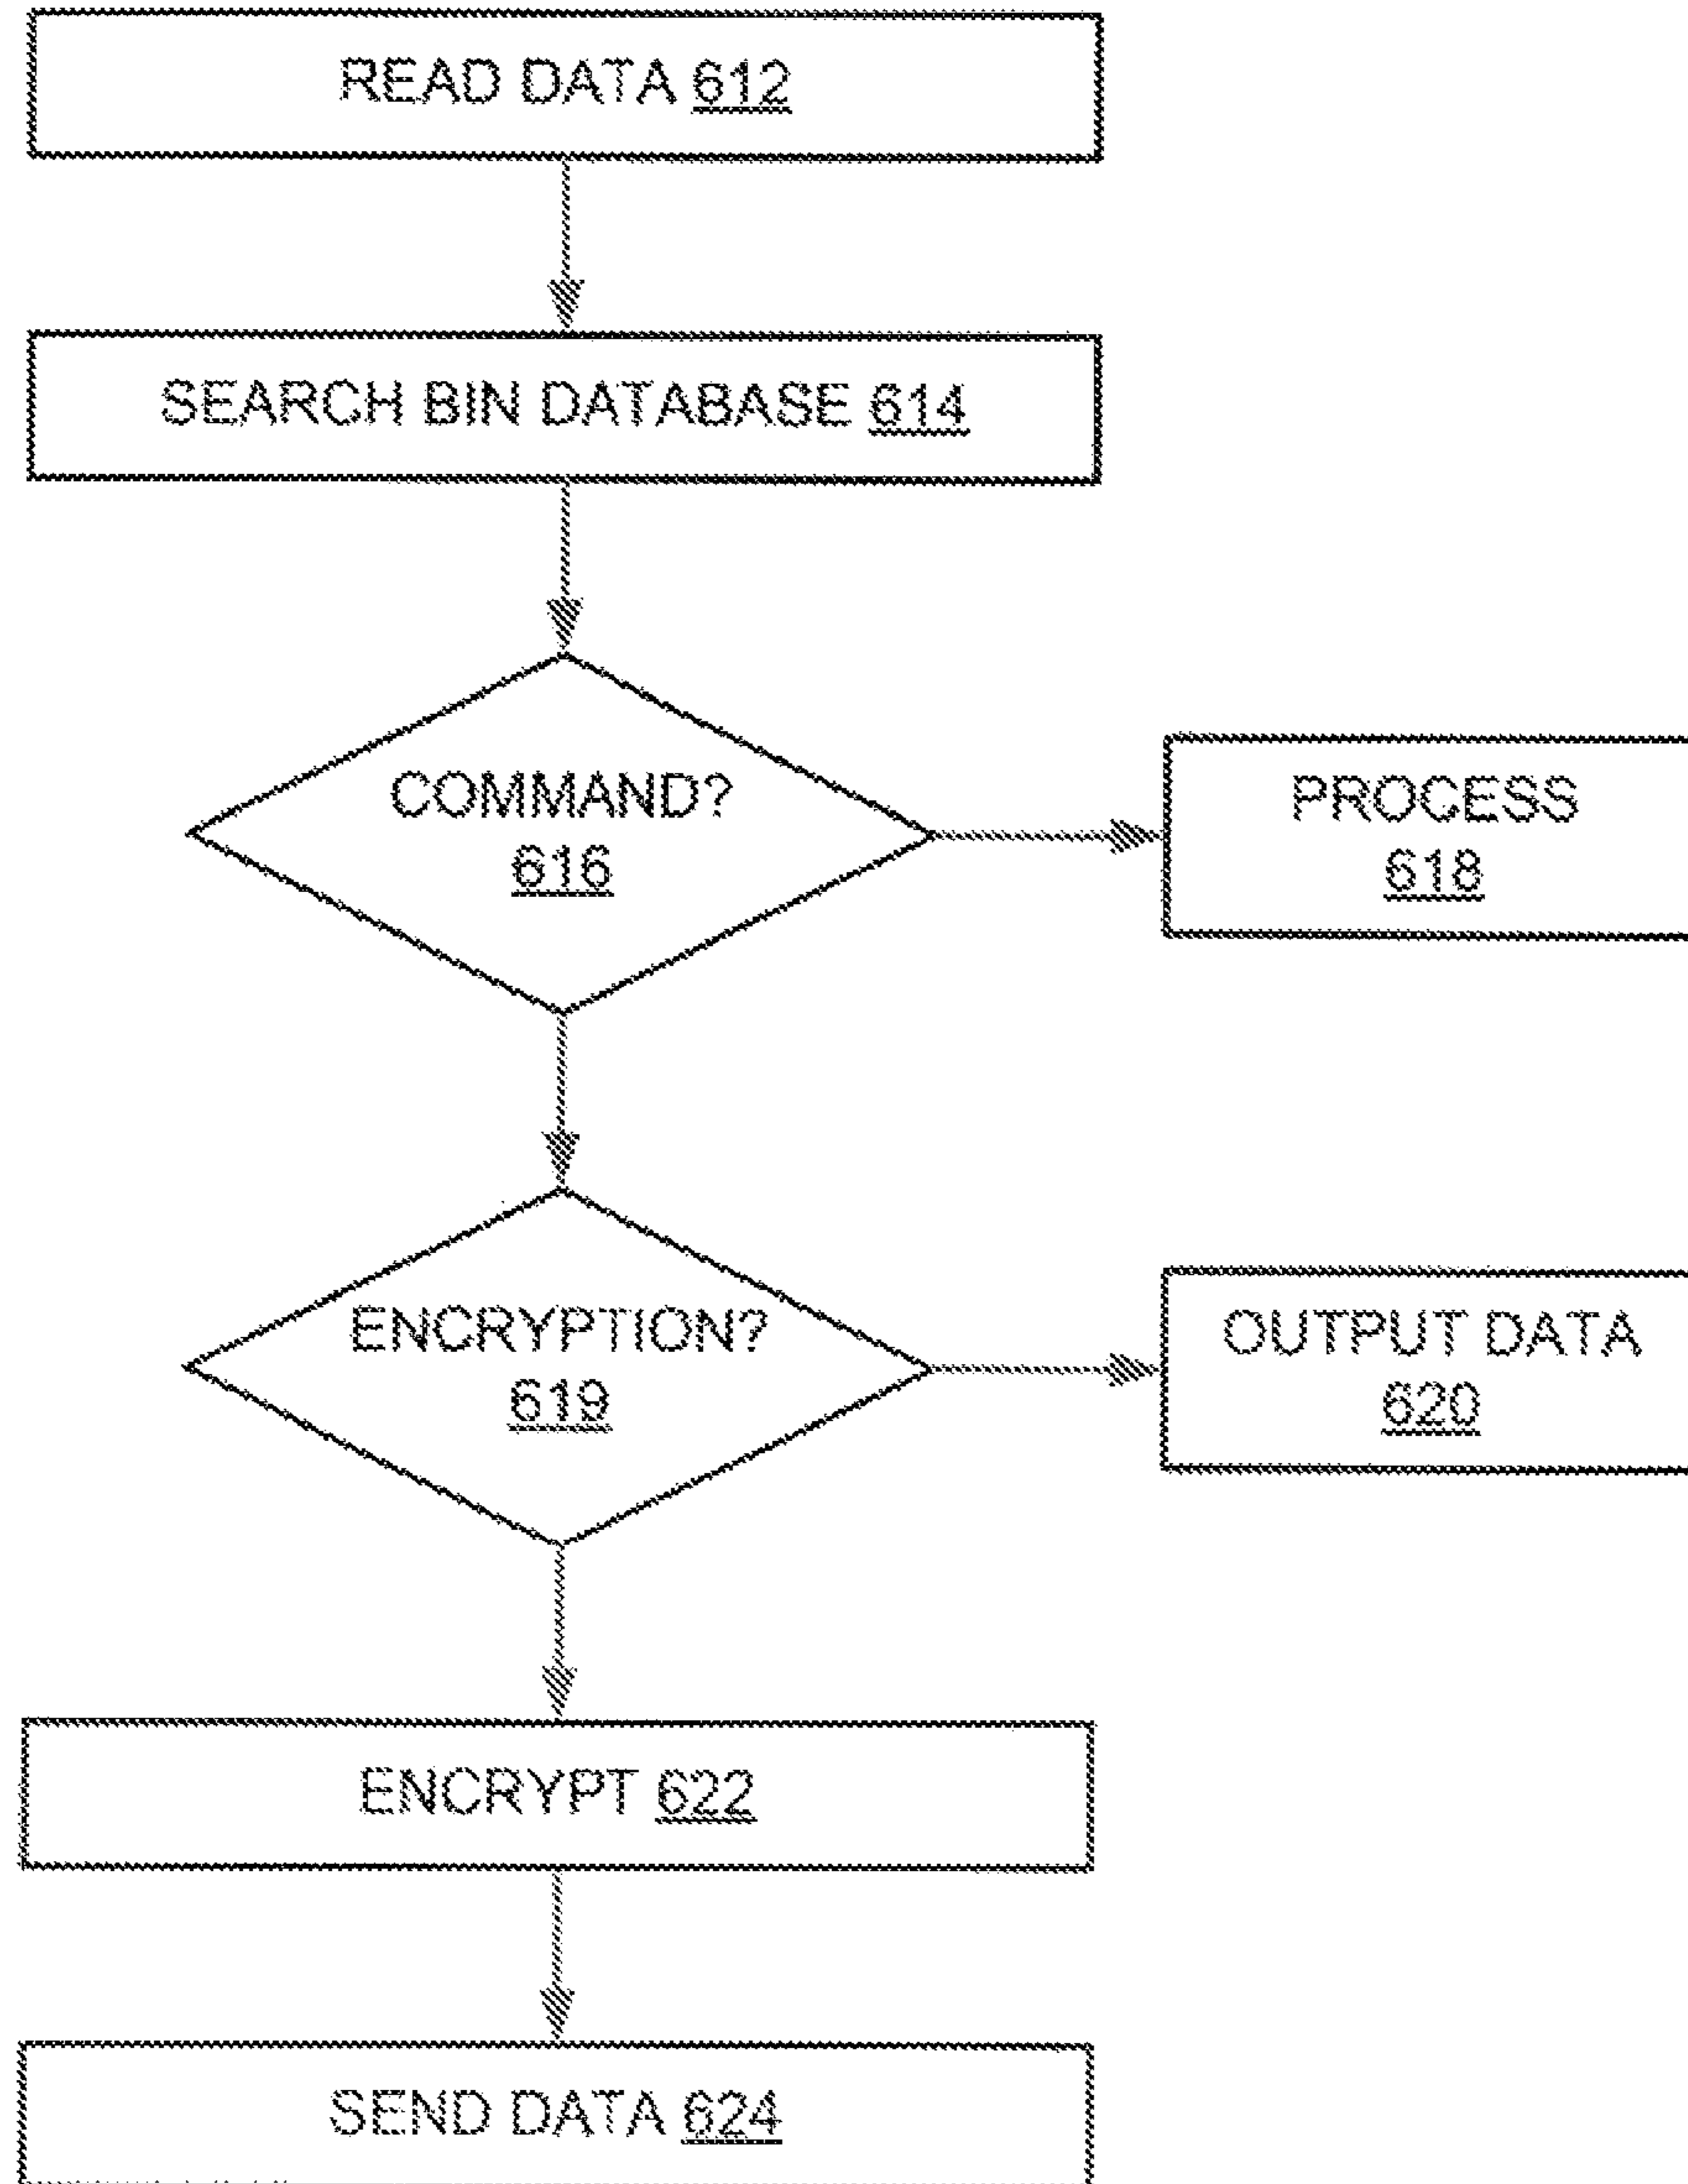 READ DATA 612
SEARCH BIN DATABASE 614
COMMAND?
616
PROCESS
618
ENCRYPTION?
619
OUTPUT DATA
620
ENCRYPT 622
SEND DATA 624